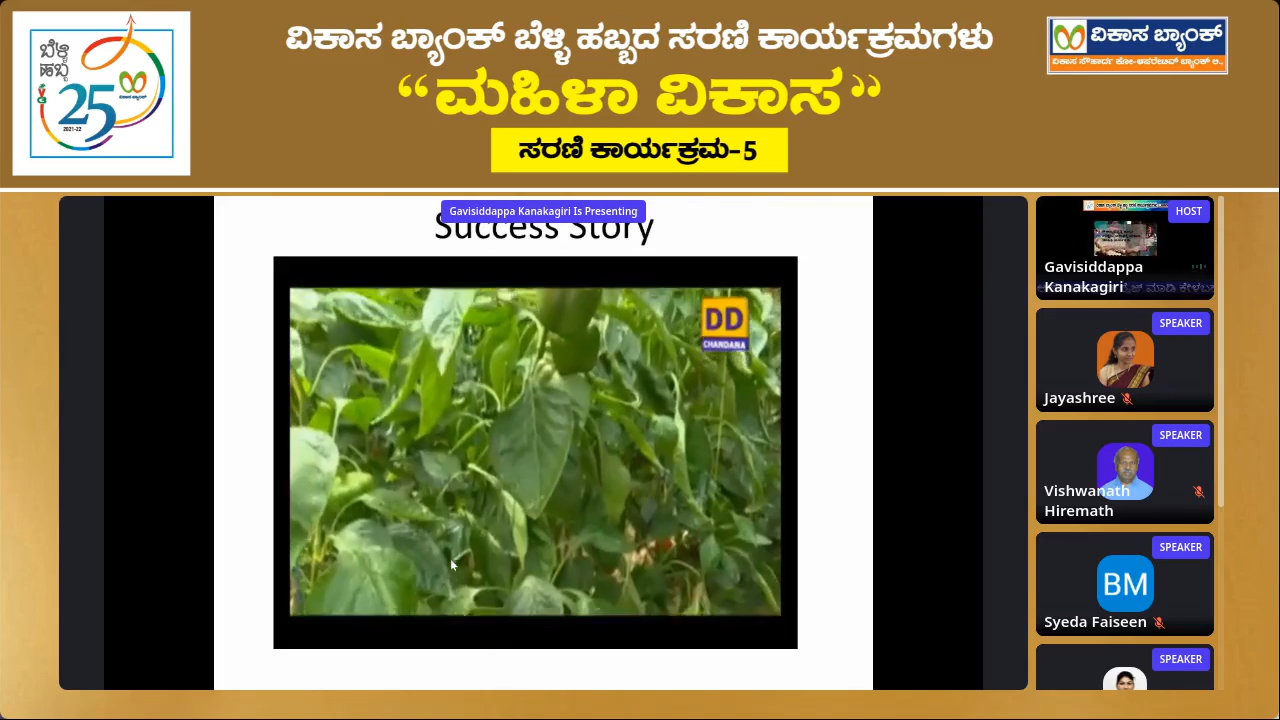 ಬೆಳ್ಳಿ
ಹಬ್ಬ
25
2021-22
ವಿಕಾಸ ಬ್ಯಾಂಕ್ ಬೆಳ್ಳಿ ಹಬ್ಬದ ಸರಣಿ ಕಾರ್ಯಕ್ರಮಗಳು
“ಮಹಿಳಾ ವಿಕಾಸ”
ಸರಣಿ ಕಾರ್ಯಕ್ರಮ-5
ವಿಕಾಸ ಬ್ಯಾಂಕ್
ವಿಕಾಸ ಸೌಹಾರ್ದ ಕೋ-ಆಪರೇಟಿವ್ ಬ್ಯಾಂಕ್ ಲಿ.,
Gavisiddappa Kanakagiri Is Presenting
Success Story
DD
CHANDANA
HOST
Gavisiddappa
Kanakagiri
SPEAKER
Jayashree
SPEAKER
Vishwanath
Hiremath
SPEAKER
BM
Syeda Faiseen
SPEAKER